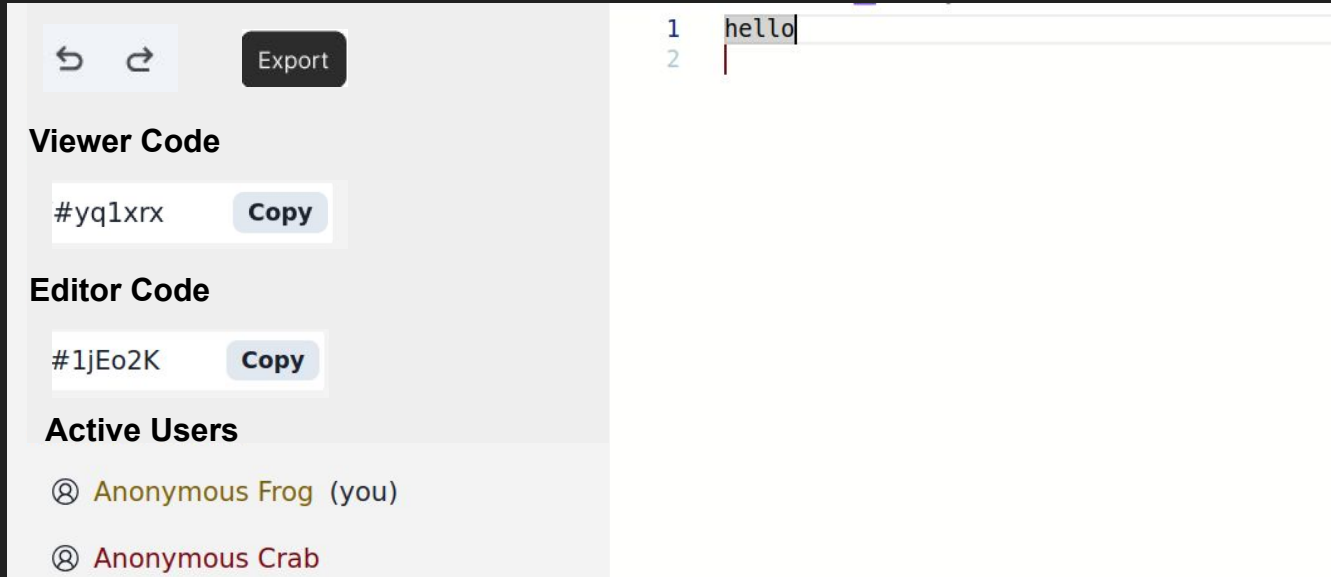 Export
Viewer Code
#yq1xrx Copy
Editor Code
#1jEo2K Copy
Active Users
Anonymous Frog (you)
Anonymous Crab
1 hello
2